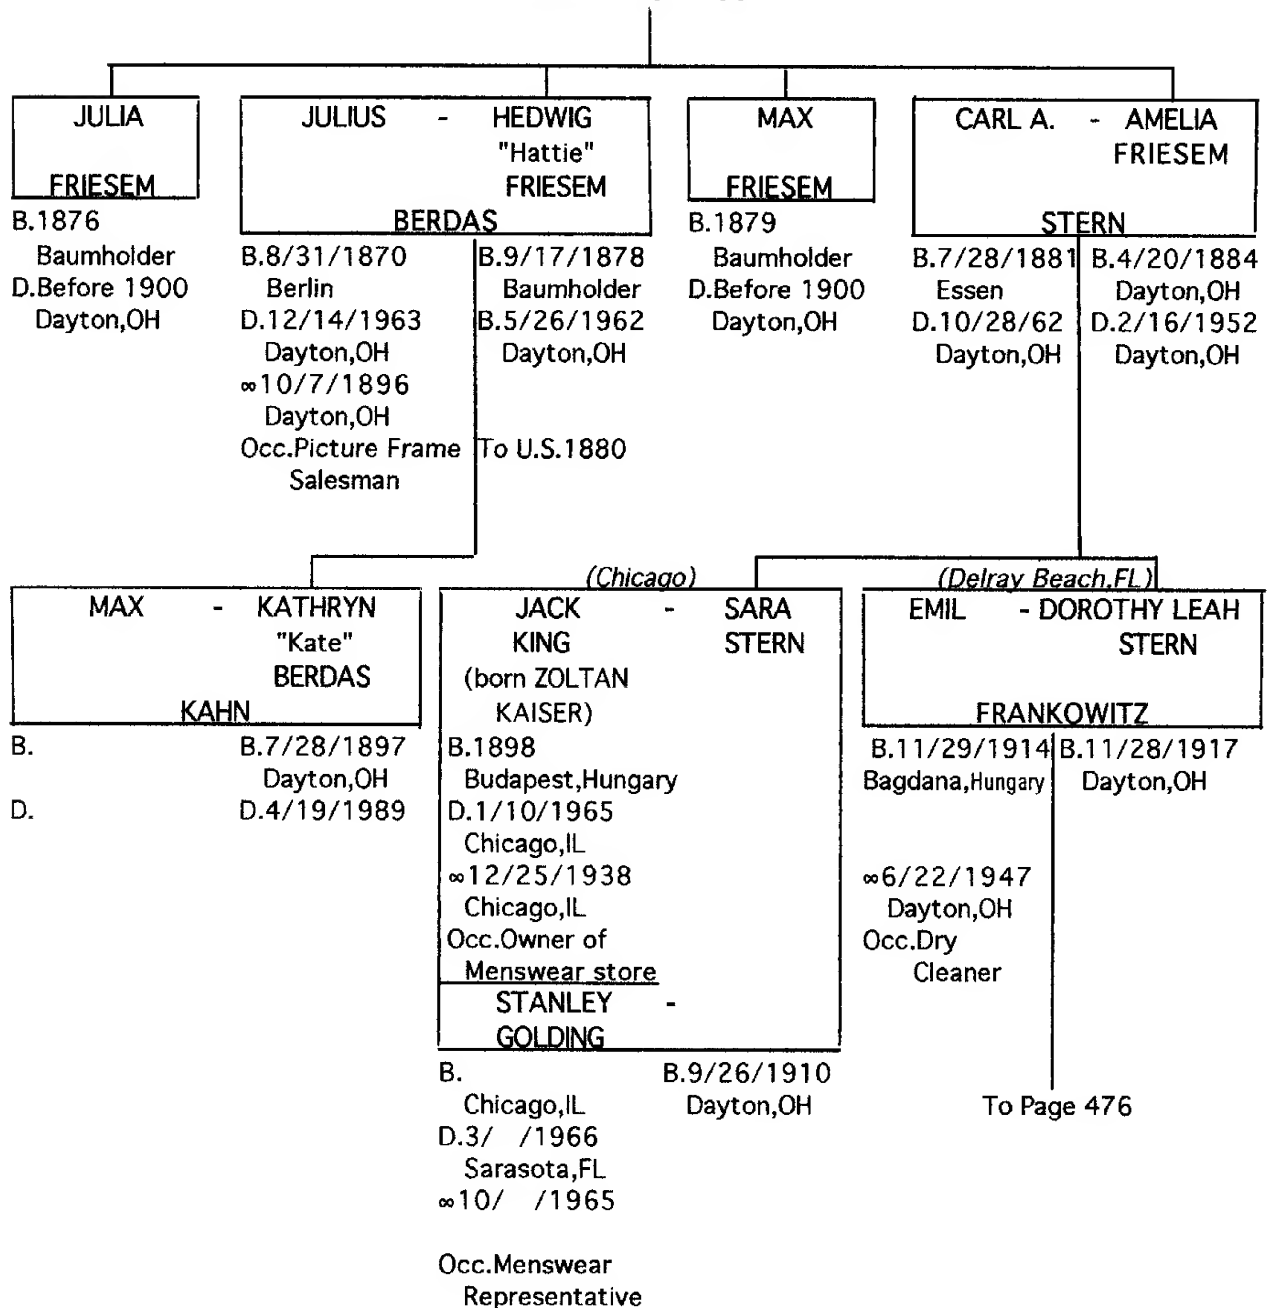 JULIA
FRIESEM
B.1876
Baumholder
D.Before 1900
Dayton,OH
JULIUS - HEDWIG
"Hattie"
FRIESEM
BERDAS
B.8/31/1870
Berlin
D.12/14/1963
Dayton,OH
∞10/7/1896
Dayton,OH
Occ.Picture Frame
Salesman
B.9/17/1878
Baumholder
B.5/26/1962
Dayton,OH
To U.S.1880
MAX
FRIESEM
B.1879
Baumholder
D.Before 1900
Dayton,OH
CARL A. - AMELIA
FRIESEM
STERN
B.7/28/1881
Essen
D.10/28/62
Dayton,OH
B.4/20/1884
Dayton,OH
D.2/16/1952
Dayton,OH
MAX - KATHRYN
"Kate"
BERDAS
KAHN
B.
D.
B.7/28/1897
Dayton,OH
D.4/19/1989
(Chicago)
JACK - SARA
KING STERN
(born ZOLTAN
KAISER)
B.1898
Budapest,Hungary
D.1/10/1965
Chicago,IL
∞12/25/1938
Chicago,IL
Occ.Owner of
Menswear store
STANLEY -
GOLDING
B.
Chicago,IL
D.3/ /1966
Sarasota,FL
∞10/ /1965
Occ.Menswear
Representative
B.9/26/1910
Dayton,OH
(Delray Beach,FL)
EMIL - DOROTHY LEAH
STERN
FRANKOWITZ
B.11/29/1914
Bagdana,Hungary
∞6/22/1947
Dayton,OH
Occ.Dry
Cleaner
B.11/28/1917
Dayton,OH
To Page 476